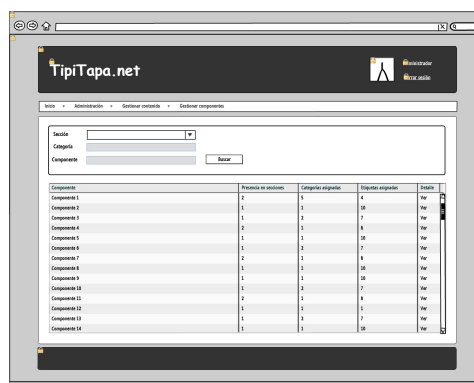 TipiTapa.net
ministrador
rrar sesión
Inicio » Administración » Gestionar contenido » Gestionar componentes
Sección
Categoría
Componente Buscar
Componente Presencia en secciones Categorías asignadas Etiquetas asignadas Detalle
Componente 1 2 5 4 Ver
Componente 2 1 1 10 Ver
Componente 3 1 2 7 Ver
Componente 4 2 1 8 Ver
Componente 5 1 1 10 Ver
Componente 6 1 2 7 Ver
Componente 7 2 1 8 Ver
Componente 8 1 1 10 Ver
Componente 9 1 1 10 Ver
Componente 10 1 2 7 Ver
Componente 11 2 1 8 Ver
Componente 12 1 1 1 Ver
Componente 13 1 2 7 Ver
Componente 14 1 1 10 Ver